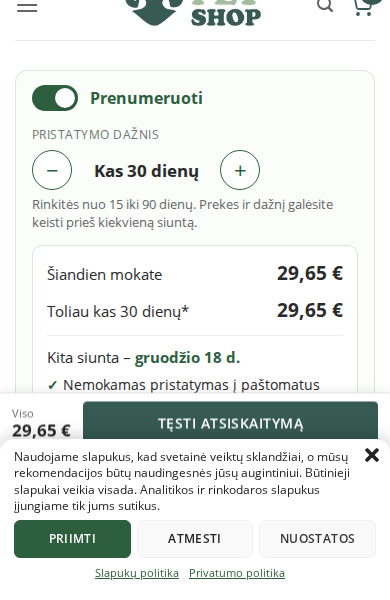 SHOP
Prenumeruoti
PRISTATYMO DAŽNIS
− Kas 30 dienų +
Rinkitės nuo 15 iki 90 dienų. Prekes ir dažnį galėsite
keisti prieš kiekvieną siuntą.
Šiandien mokate 29,65 €
Toliau kas 30 dienų* 29,65 €
Kita siunta – gruodžio 18 d.
✓ Nemokamas pristatymas į paštomatus
Viso
29,65 €
TĘSTI ATSISKAITYMĄ
Naudojame slapukus, kad svetainė veiktų sklandžiai, o mūsų
rekomendacijos būtų naudingesnės jūsų augintiniui. Būtinieji
slapukai veikia visada. Analitikos ir rinkodaros slapukus
įjungiame tik jums sutikus.
PRIIMTI ATMESTI NUOSTATOS
Slapukų politika Privatumo politika